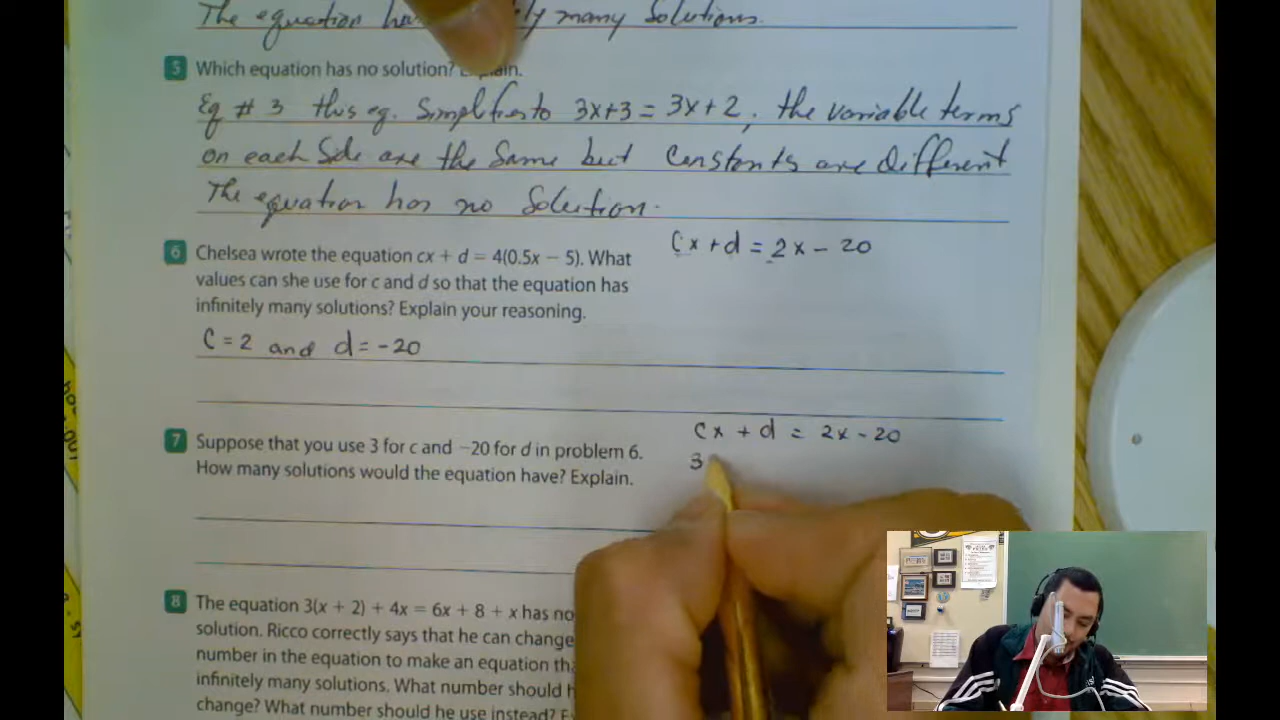 The equation many Solutions.
5 Which equation has no solution?
Eq # 3 this eq. Simplifies to 3x+3 = 3x+2, the variable terms
on each Side are the Same but Constants are different
The equation has no Solution.
6 Chelsea wrote the equation cx + d = 4(0.5x − 5). What
values can she use for c and d so that the equation has
infinitely many solutions? Explain your reasoning.
Cx + d = 2x − 20
C = 2 and d = -20
7 Suppose that you use 3 for c and −20 for d in problem 6.
How many solutions would the equation have? Explain.
Cx + d = 2x - 20
3
8 The equation 3(x + 2) + 4x = 6x + 8 + x has no
solution. Ricco correctly says that he can change
number in the equation to make an equation
infinitely many solutions. What number should
change? What number should he use instead?